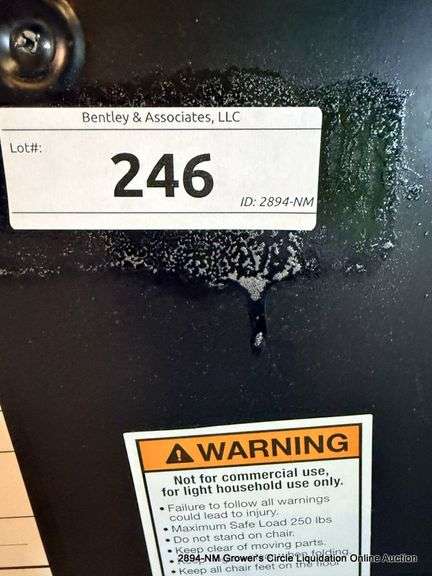 Bentley & Associates, LLC
Lot#:
246
ID: 2894-NM
WARNING
Not for commercial use,
for light household use only.
• Failure to follow all warnings
could lead to injury.
• Maximum Safe Load 250 lbs
• Do not stand on chair.
• Keep clear of moving parts.
when folding
2894-NM Grower's Circle Liquidation Online Auction
• Keep all chair feet on the floor